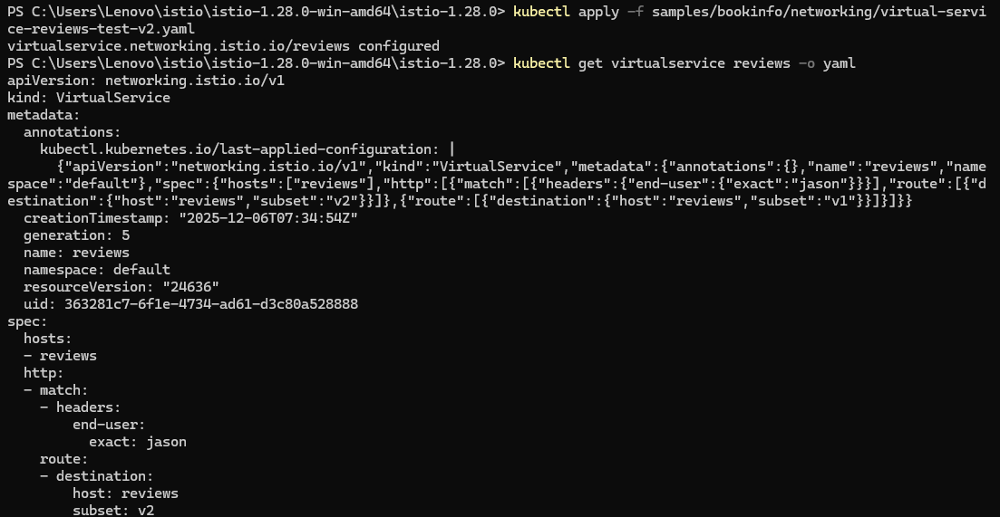 PS C:\Users\Lenovo\istio\istio-1.28.0-win-amd64\istio-1.28.0> kubectl apply -f samples/bookinfo/networking/virtual-servi
ce-reviews-test-v2.yaml
virtualservice.networking.istio.io/reviews configured
PS C:\Users\Lenovo\istio\istio-1.28.0-win-amd64\istio-1.28.0> kubectl get virtualservice reviews -o yaml
apiVersion: networking.istio.io/v1
kind: VirtualService
metadata:
  annotations:
    kubectl.kubernetes.io/last-applied-configuration: |
      {"apiVersion":"networking.istio.io/v1","kind":"VirtualService","metadata":{"annotations":{},"name":"reviews","name
space":"default"},"spec":{"hosts":["reviews"],"http":[{"match":[{"headers":{"end-user":{"exact":"jason"}}}],"route":[{"d
estination":{"host":"reviews","subset":"v2"}}]},{"route":[{"destination":{"host":"reviews","subset":"v1"}}]}]}}
  creationTimestamp: "2025-12-06T07:34:54Z"
  generation: 5
  name: reviews
  namespace: default
  resourceVersion: "24636"
  uid: 363281c7-6f1e-4734-ad61-d3c80a528888
spec:
  hosts:
  - reviews
  http:
  - match:
    - headers:
        end-user:
          exact: jason
    route:
    - destination:
        host: reviews
        subset: v2